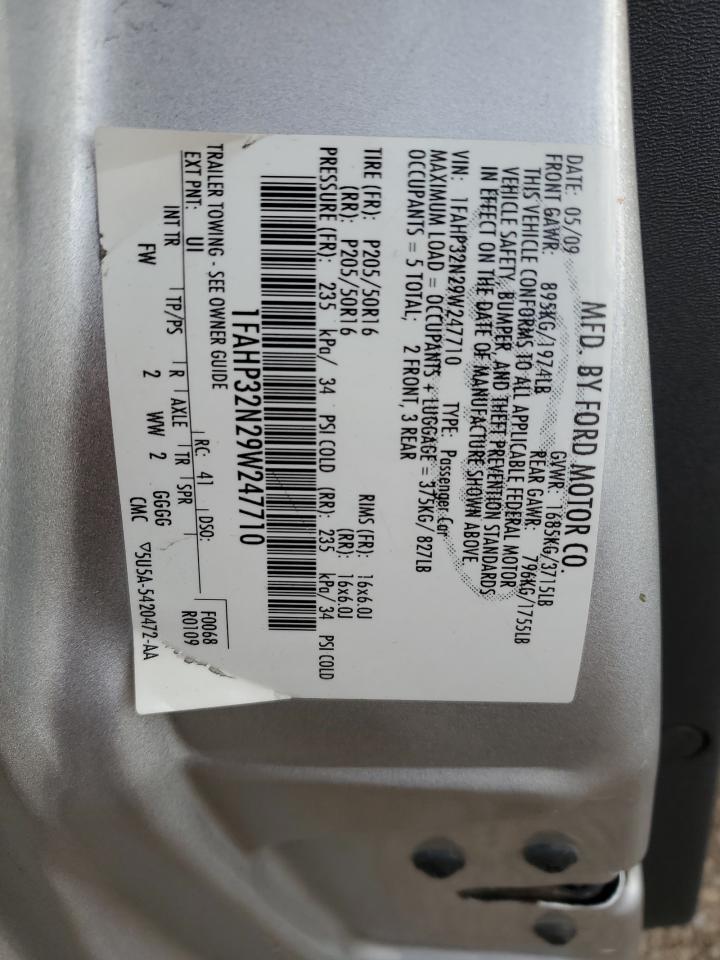 MFD. BY FORD MOTOR CO.
DATE: 05/09 GVWR: 1685KG/3715LB
FRONT GAWR: 895KG/1974LB REAR GAWR: 796KG/1755LB
THIS VEHICLE CONFORMS TO ALL APPLICABLE FEDERAL MOTOR
VEHICLE SAFETY, BUMPER, AND THEFT PREVENTION STANDARDS
IN EFFECT ON THE DATE OF MANUFACTURE SHOWN ABOVE.
VIN: 1FAHP32N29W247710 TYPE: Passenger Car
MAXIMUM LOAD = OCCUPANTS + LUGGAGE = 375KG/ 827LB
OCCUPANTS = 5 TOTAL; 2 FRONT, 3 REAR
TIRE (FR): P205/50R16 RIMS (FR): 16x6.0J
(RR): P205/50R16 (RR): 16x6.0J
PRESSURE (FR): 235 kPa/ 34 PSI COLD (RR): 235 kPa/ 34 PSI COLD
1FAHP32N29W247710
TRAILER TOWING - SEE OWNER GUIDE
EXT PNT: UI RC: 41 DSO: F0068
R0109
INT TR TP/PS R AXLE TR SPR
FW 2 WW 2 GGGG
CMC ▽5U5A-5420472-AA